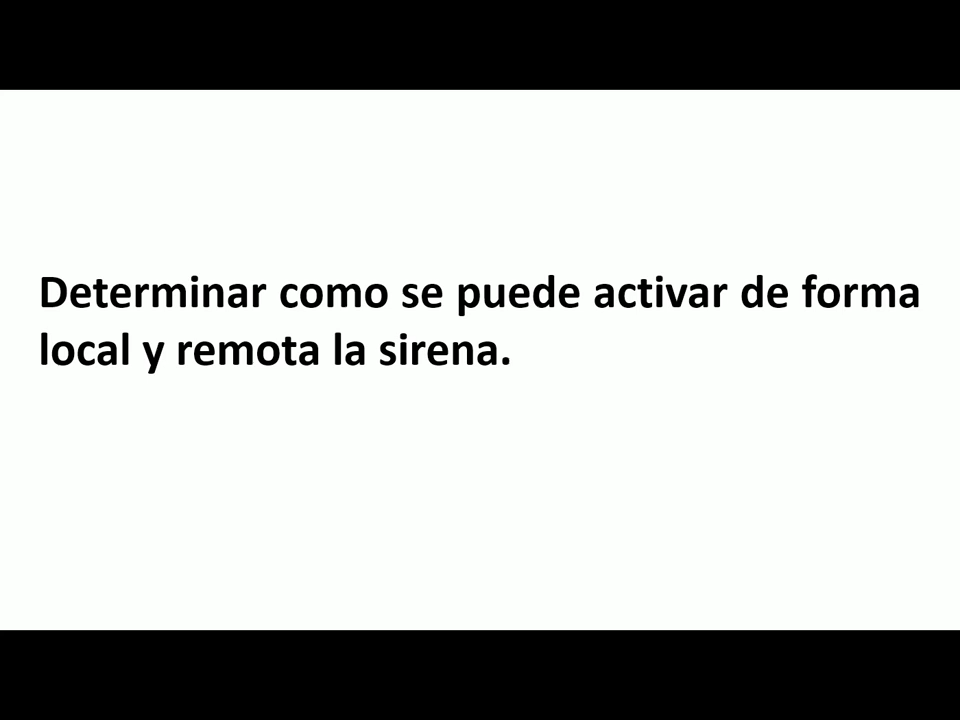 Determinar como se puede activar de forma
local y remota la sirena.